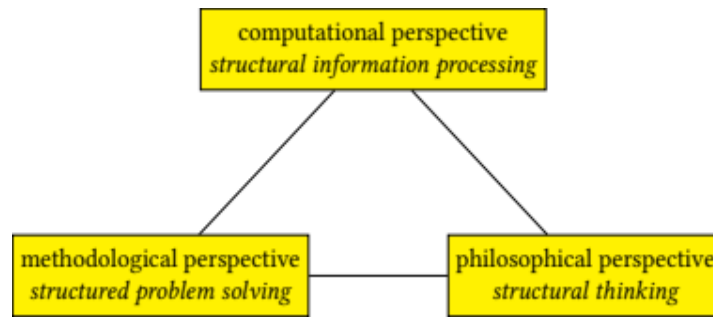 computational perspective
structural information processing
methodological perspective
structured problem solving
philosophical perspective
structural thinking